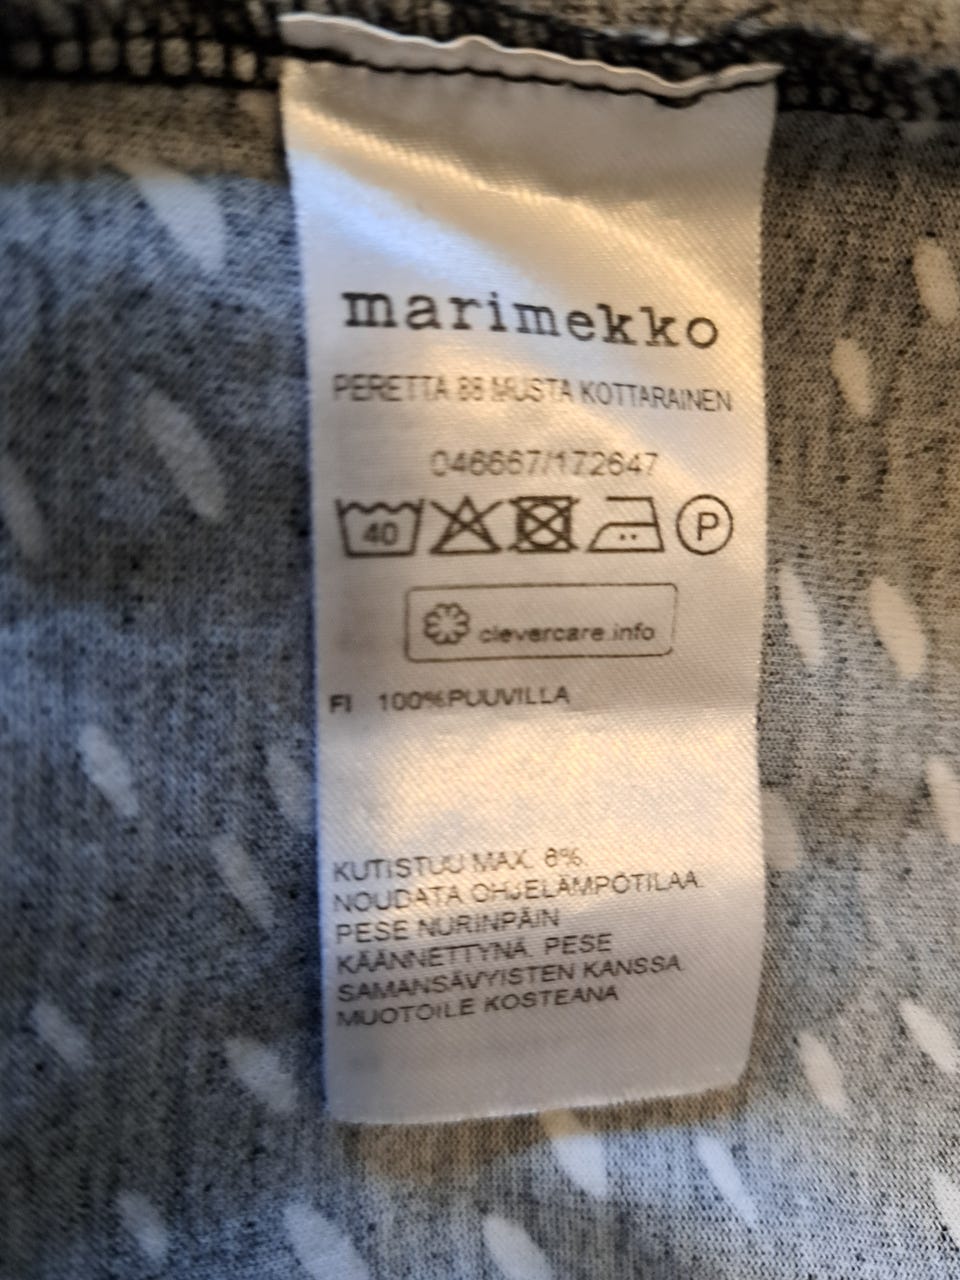 marimekko
PERETTA 88 MUSTA KOTTARAINEN
046667/172647
40 P
clevercare.info
FI 100%PUUVILLA
KUTISTUU MAX. 6%.
NOUDATA OHJELÄMPÖTILAA.
PESE NURINPÄIN
KÄÄNNETTYNÄ. PESE
SAMANSÄVYISTEN KANSSA.
MUOTOILE KOSTEANA